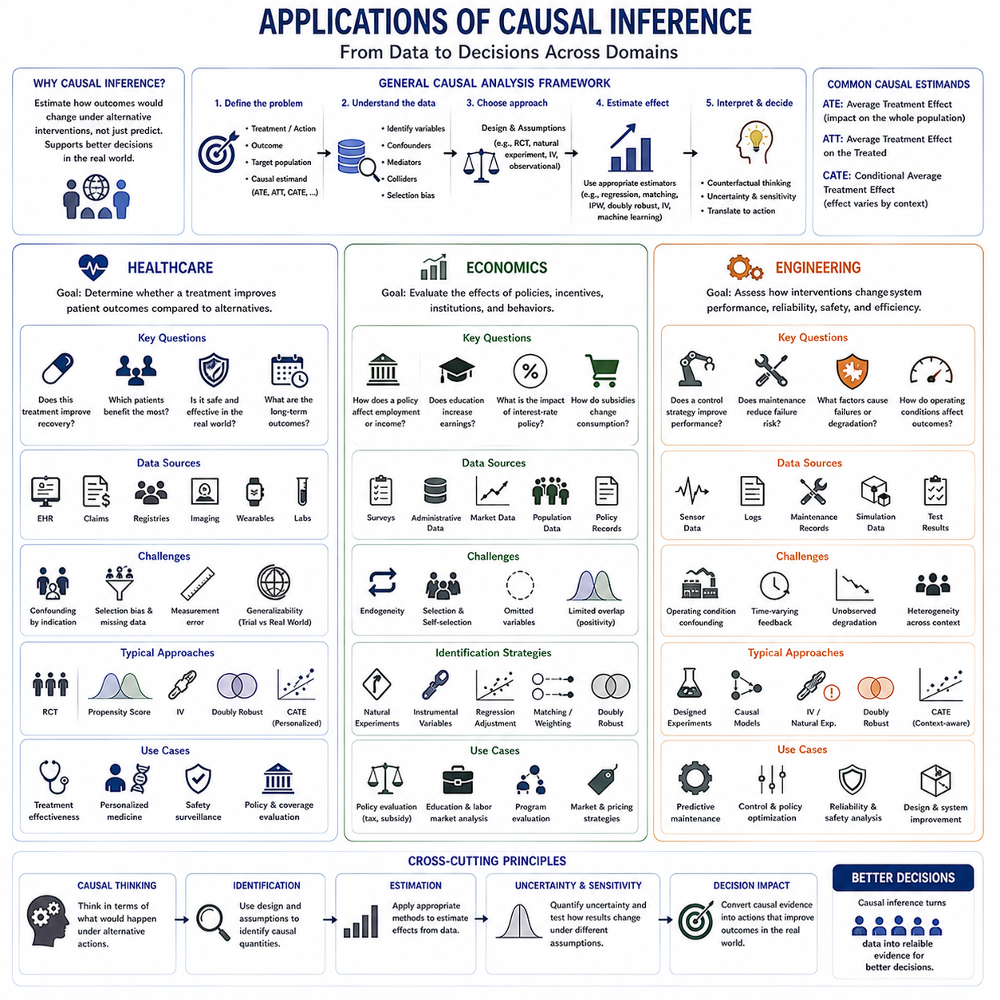 APPLICATIONS OF CAUSAL INFERENCE
From Data to Decisions Across Domains
WHY CAUSAL INFERENCE?
Estimate how outcomes would
change under alternative
interventions, not just predict.
Supports better decisions
in the real world.
GENERAL CAUSAL ANALYSIS FRAMEWORK
1. Define the problem
• Treatment / Action
• Outcome
• Target population
• Causal estimand
(ATE, ATT, CATE, ...)
2. Understand the data
• Identify variables
• Confounders
• Mediators
• Colliders
• Selection bias
3. Choose approach
Design & Assumptions
(e.g., RCT, natural
experiment, IV,
observational)
4. Estimate effect
Use appropriate estimators
(e.g., regression, matching,
IPW, doubly robust, IV,
machine learning)
5. Interpret & decide
• Counterfactual thinking
• Uncertainty & sensitivity
• Translate to action
COMMON CAUSAL ESTIMANDS
ATE: Average Treatment Effect
(impact on the whole population)
ATT: Average Treatment Effect
on the Treated
CATE: Conditional Average
Treatment Effect
(effect varies by context)
HEALTHCARE
Goal: Determine whether a treatment improves
patient outcomes compared to alternatives.
Key Questions
Does this
treatment improve
recovery?
Which patients
benefit the most?
Is it safe and
effective in the
real world?
What are the
long-term
outcomes?
Data Sources
EHR
Claims
$
Registries
Imaging
Wearables
Labs
Challenges
Confounding
by indication
Selection bias &
missing data
Measurement
error
Generalizability
(Trial vs Real World)
Typical Approaches
RCT
Propensity Score
IV
Doubly Robust
CATE
(Personalized)
Use Cases
Treatment
effectiveness
Personalized
medicine
Safety
surveillance
Policy & coverage
evaluation
ECONOMICS
Goal: Evaluate the effects of policies, incentives,
institutions, and behaviors.
Key Questions
How does a policy
affect employment
or income?
Does education
increase
earnings?
%
What is the impact
of interest-rate
policy?
How do subsidies
change
consumption?
Data Sources
Surveys
Administrative
Data
Market Data
Population
Data
Policy
Records
Challenges
Endogeneity
Selection &
Self-selection
Omitted
variables
Limited overlap
(positivity)
Identification Strategies
Natural
Experiments
Instrumental
Variables
Regression
Adjustment
Matching /
Weighting
Doubly
Robust
Use Cases
Policy evaluation
(tax, subsidy)
Education & labor
market analysis
Program
evaluation
Market & pricing
strategies
ENGINEERING
Goal: Assess how interventions change system
performance, reliability, safety, and efficiency.
Key Questions
Does a control
strategy improve
performance?
Does maintenance
reduce failure
risk?
What factors cause
failures or
degradation?
How do operating
conditions affect
outcomes?
Data Sources
Sensor
Data
Logs
Maintenance
Records
Simulation
Data
Test
Results
Challenges
Operating condition
confounding
Time-varying
feedback
Unobserved
degradation
Heterogeneity
across context
Typical Approaches
Designed
Experiments
Causal
Models
!
IV /
Natural Exp.
Doubly
Robust
CATE
(Context-aware)
Use Cases
Predictive
maintenance
Control & policy
optimization
Reliability &
safety analysis
Design & system
improvement
CROSS-CUTTING PRINCIPLES
CAUSAL THINKING
Think in terms of
what would happen
under alternative
actions.
IDENTIFICATION
Use design and
assumptions to
identify causal
quantities.
ESTIMATION
Apply appropriate
methods to estimate
effects from data.
UNCERTAINTY & SENSITIVITY
Quantify uncertainty and
test how results change
under different
assumptions.
DECISION IMPACT
Convert causal evidence
into actions that improve
outcomes in the real
world.
BETTER DECISIONS
Causal inference turns
data into relaible
evidence for
better decisions.